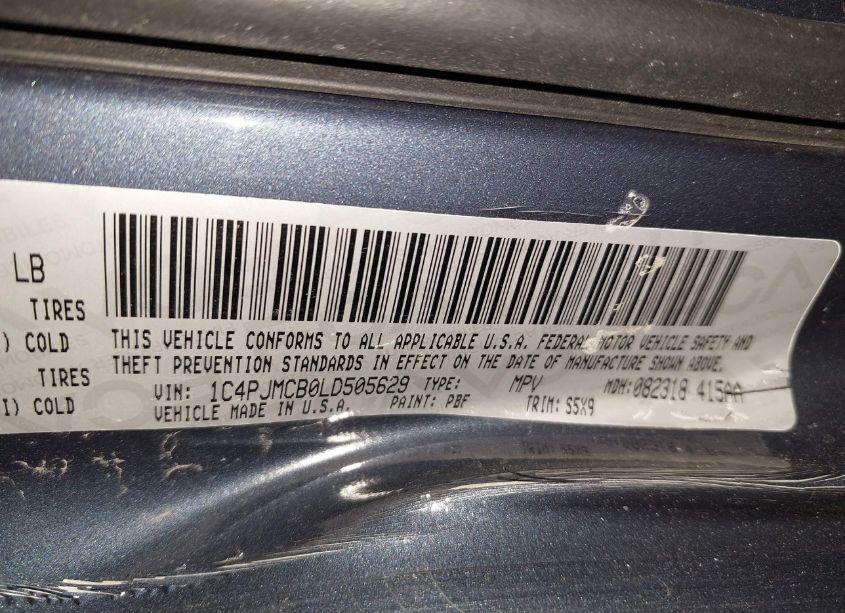 LB
TIRES
) COLD
TIRES
I) COLD
THIS VEHICLE CONFORMS TO ALL APPLICABLE U.S.A. FEDERAL MOTOR VEHICLE SAFETY AND
THEFT PREVENTION STANDARDS IN EFFECT ON THE DATE OF MANUFACTURE SHOWN ABOVE.
VIN: 1C4PJMCB0LD505629 TYPE: MPV MDH:082318 415AA
VEHICLE MADE IN U.S.A. PAINT: PBF TRIM: S5X9